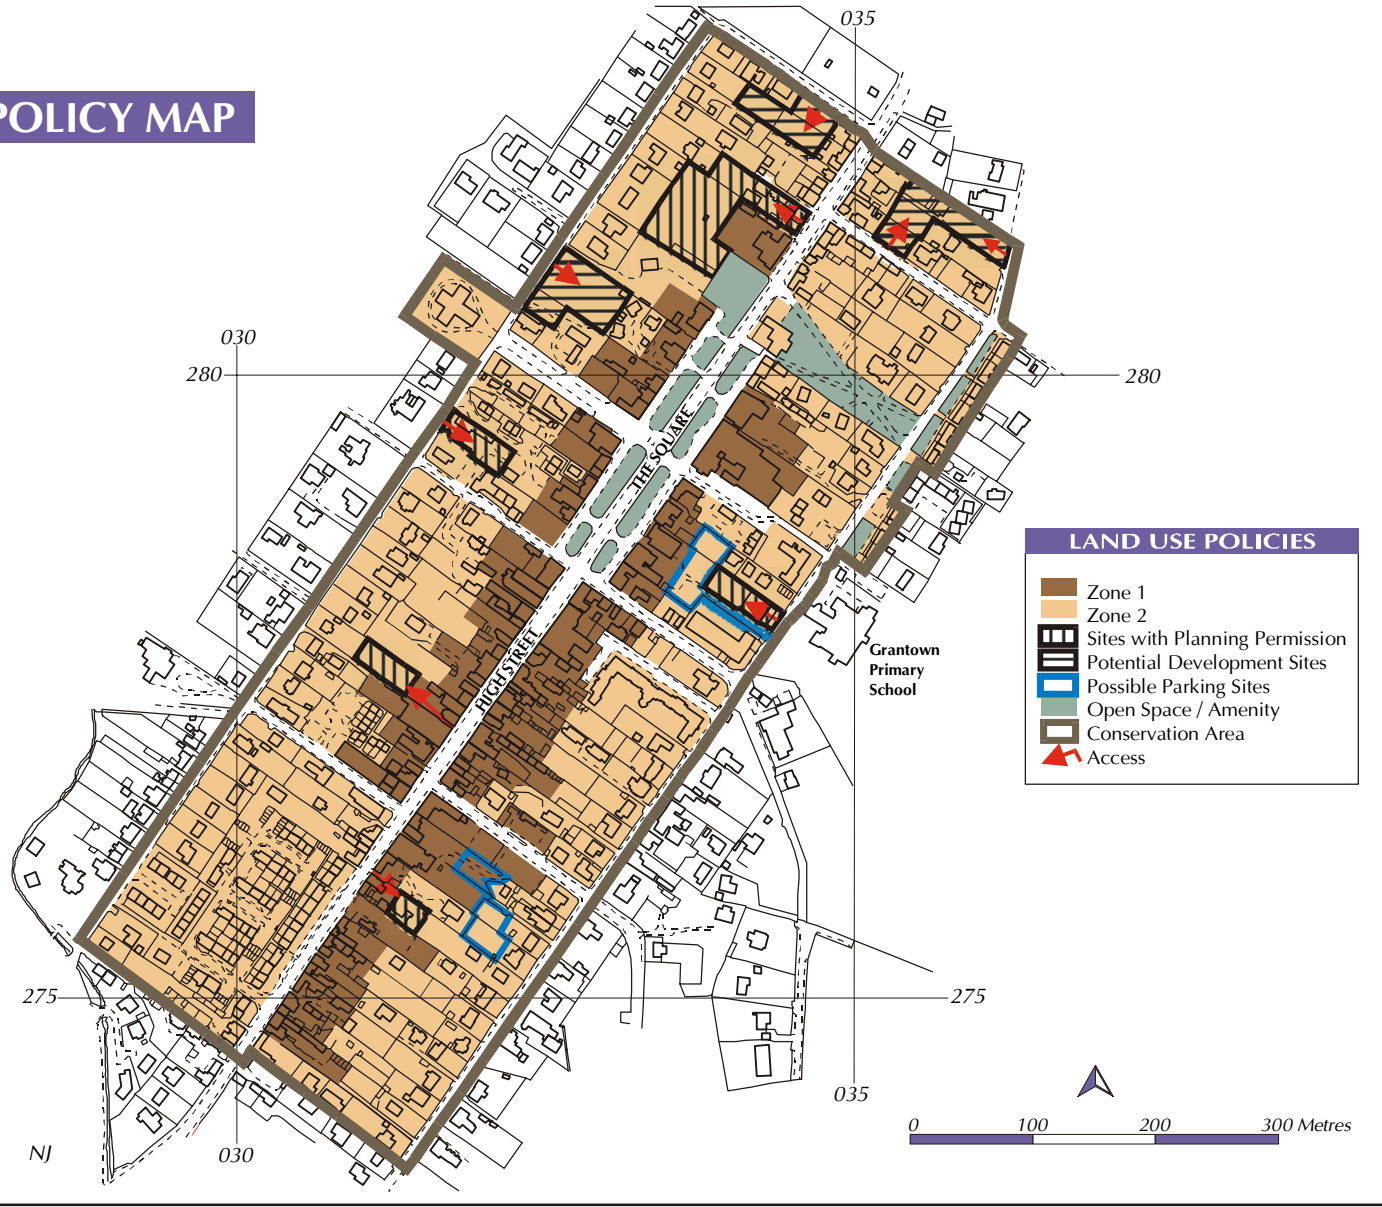 035
POLICY MAP
030
280
280
THE SQUARE
LAND USE POLICIES
Zone 1
Zone 2
Sites with Planning Permission
Potential Development Sites
Possible Parking Sites
Open Space / Amenity
Conservation Area
Access
Grantown
Primary
School
HIGH STREET
275
275
035
0 100 200 300 Metres
NJ
030